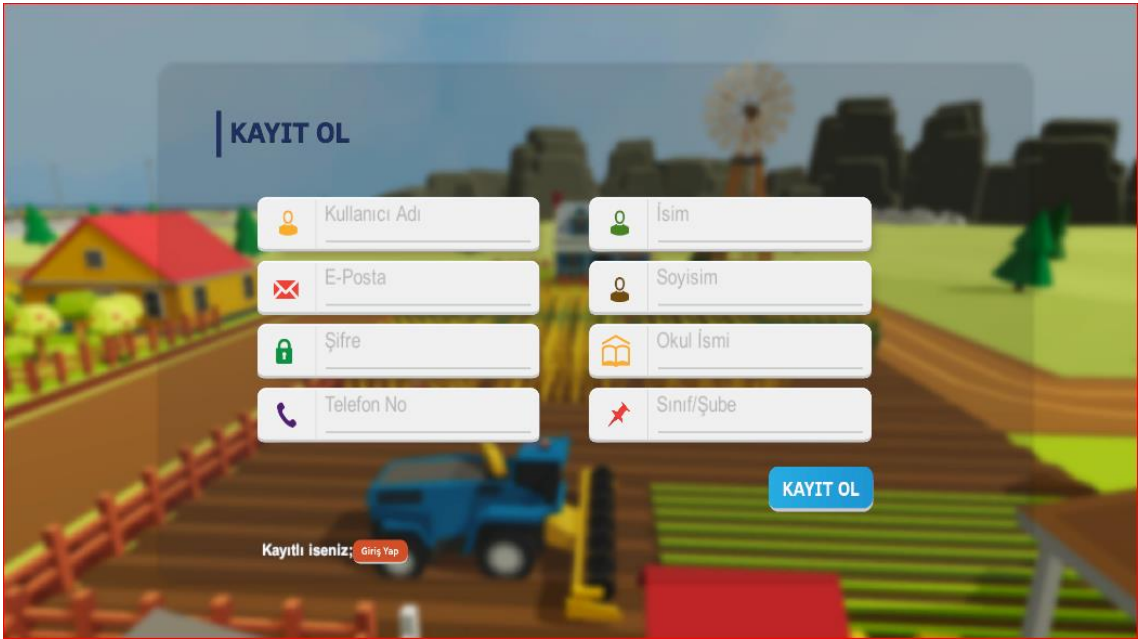 KAYIT OL
Kullanıcı Adı
İsim
E-Posta
Soyisim
Şifre
Okul İsmi
Telefon No
Sınıf/Şube
KAYIT OL
Kayıtlı iseniz; Giriş Yap